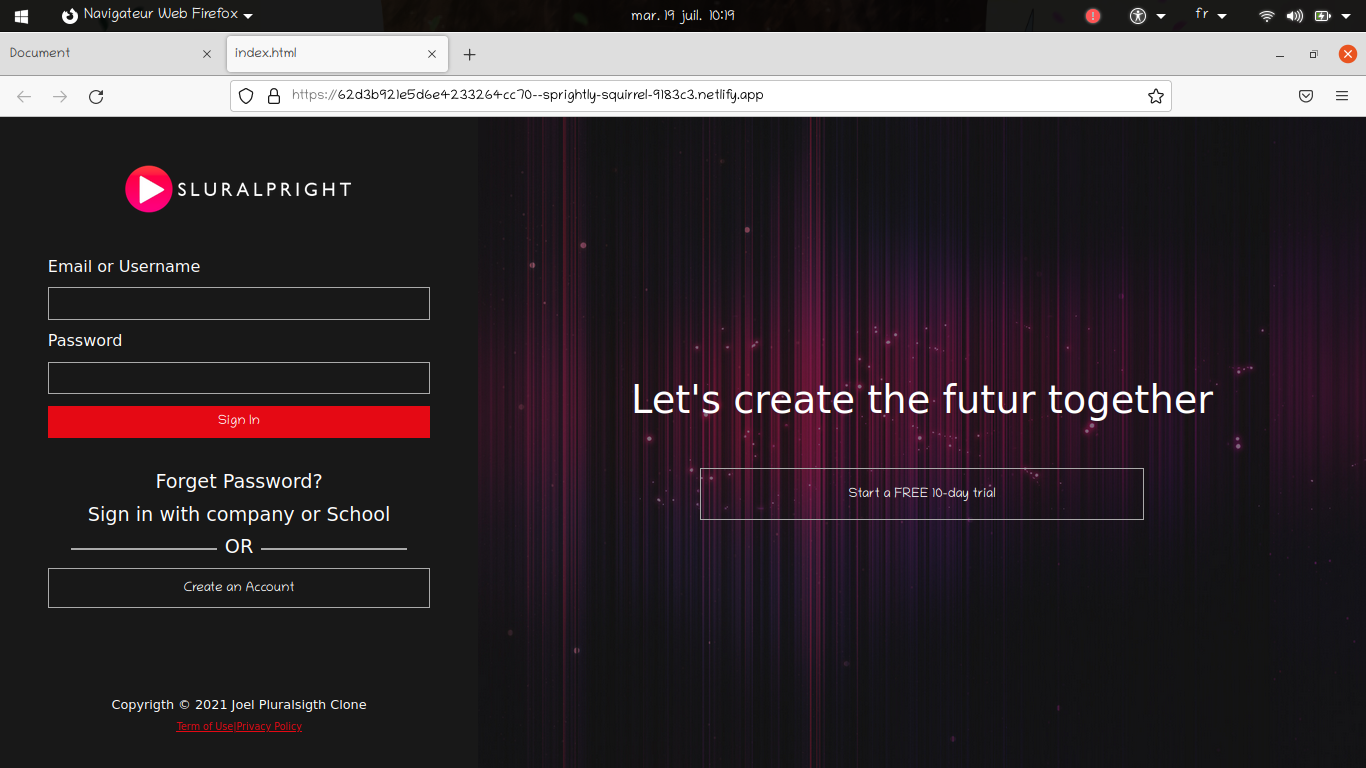 Navigateur Web Firefox
mar. 19 juil. 10:19
fr
Document
index.html
https://62d3b921e5d6e4233264cc70--sprightly-squirrel-9183c3.netlify.app
SLURALPRIGHT
Email or Username
Password
Sign In
Forget Password?
Sign in with company or School
OR
Create an Account
Copyrigth © 2021 Joel Pluralsigth Clone
Term of Use|Privacy Policy
Let's create the futur together
Start a FREE 10-day trial